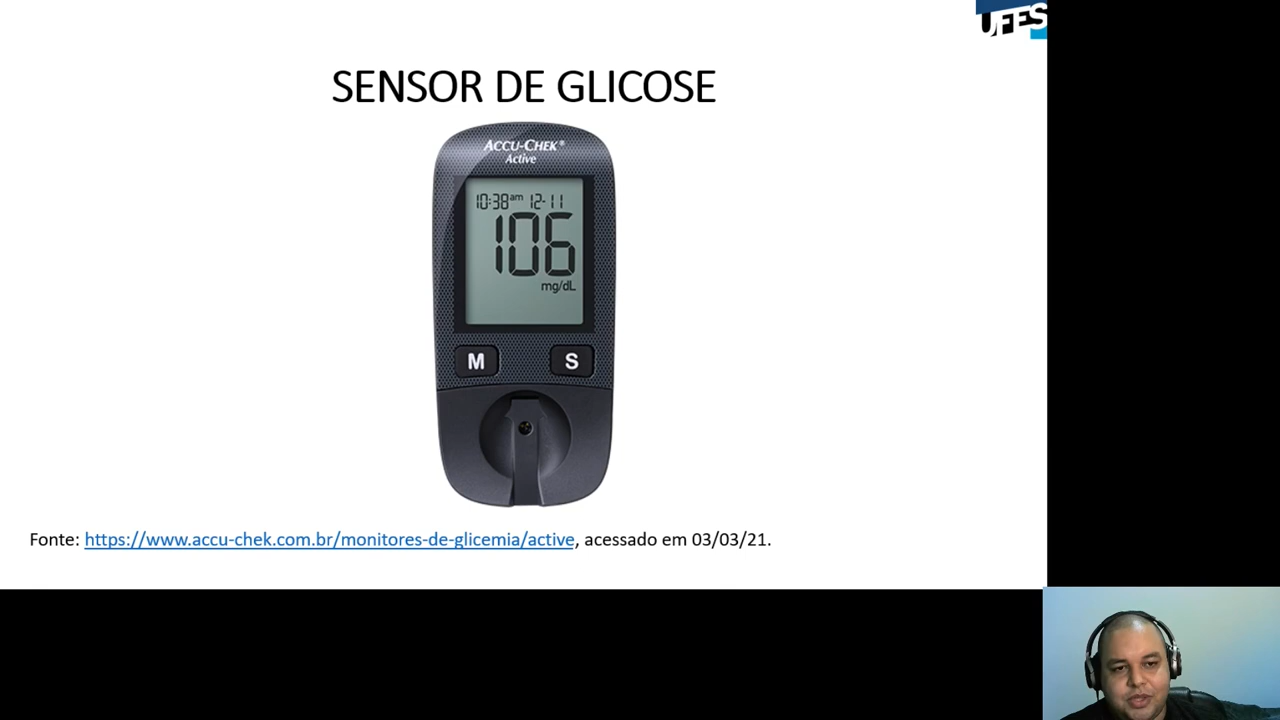 UFES
SENSOR DE GLICOSE
ACCU-CHEK®
Active
10:38am 12-11
106
mg/dL
M S
Fonte: https://www.accu-chek.com.br/monitores-de-glicemia/active, acessado em 03/03/21.